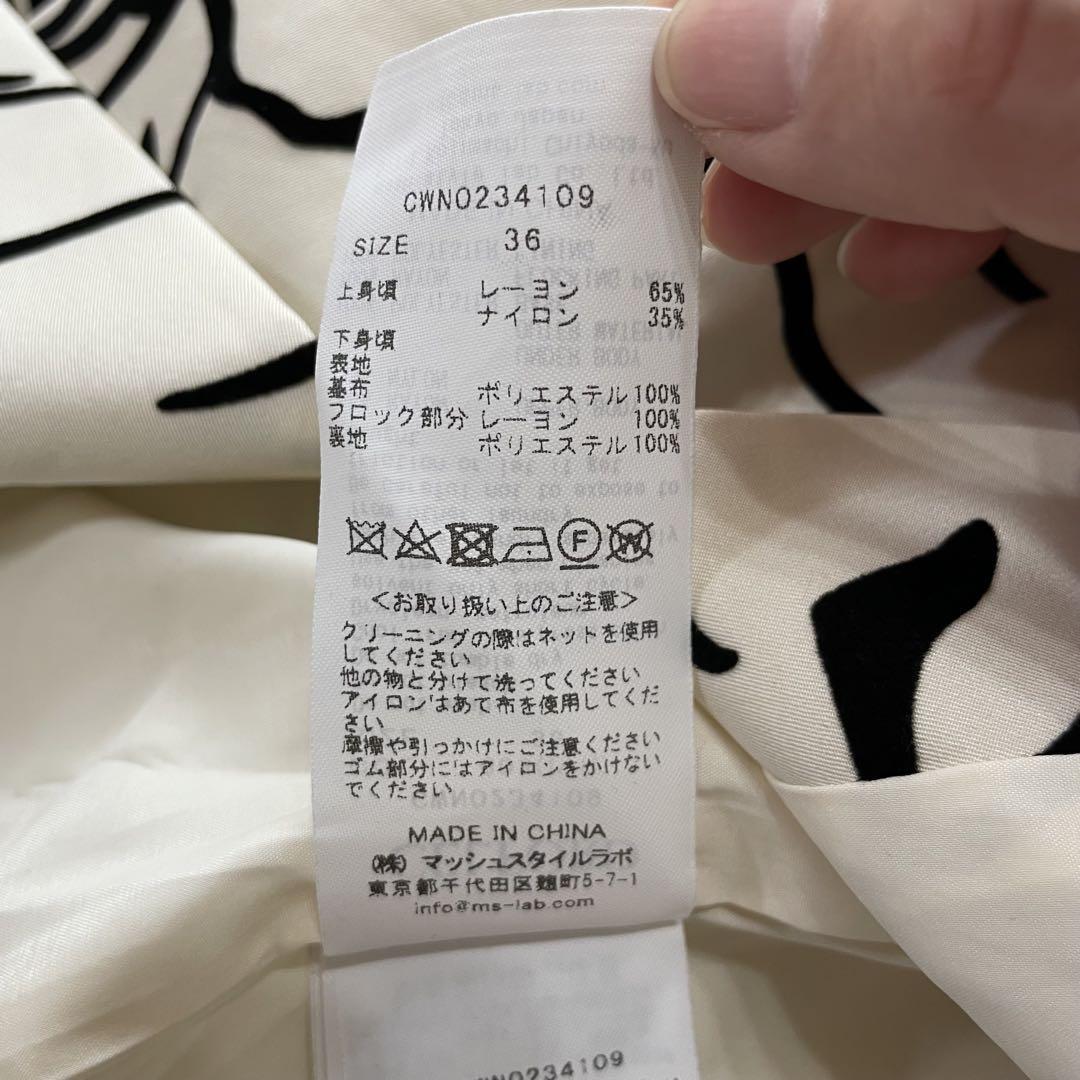 CWNO234109
SIZE 36
上身頃 レーヨン 65%
ナイロン 35%
下身頃
表地
基布 ポリエステル 100%
フロック部分 レーヨン 100%
裏地 ポリエステル 100%
F W
<お取り扱い上のご注意>
クリーニングの際はネットを使用
してください
他の物と分けて洗ってください
アイロンはあて布を使用してくだ
さい
摩擦や引っかけにご注意ください
ゴム部分にはアイロンをかけない
でください
MADE IN CHINA
(株) マッシュスタイルラボ
東京都千代田区麹町5-7-1
info@ms-lab.com
CWNO234109